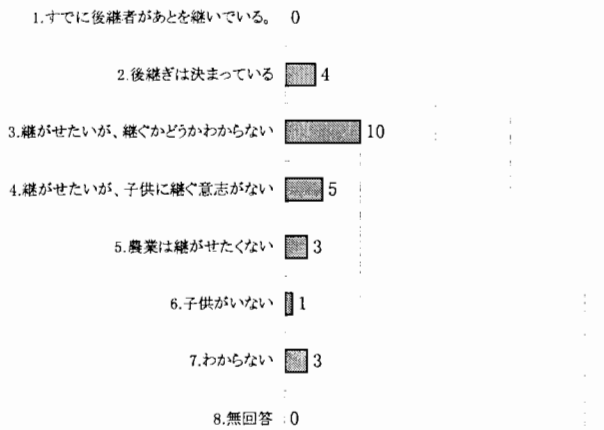 1.すでに後継者があとを継いでいる。 0
2.後継ぎは決まっている 4
3.継がせたいが、継ぐかどうかわからない 10
4.継がせたいが、子供に継ぐ意志がない 5
5.農業は継がせたくない 3
6.子供がいない 1
7.わからない 3
8.無回答 0